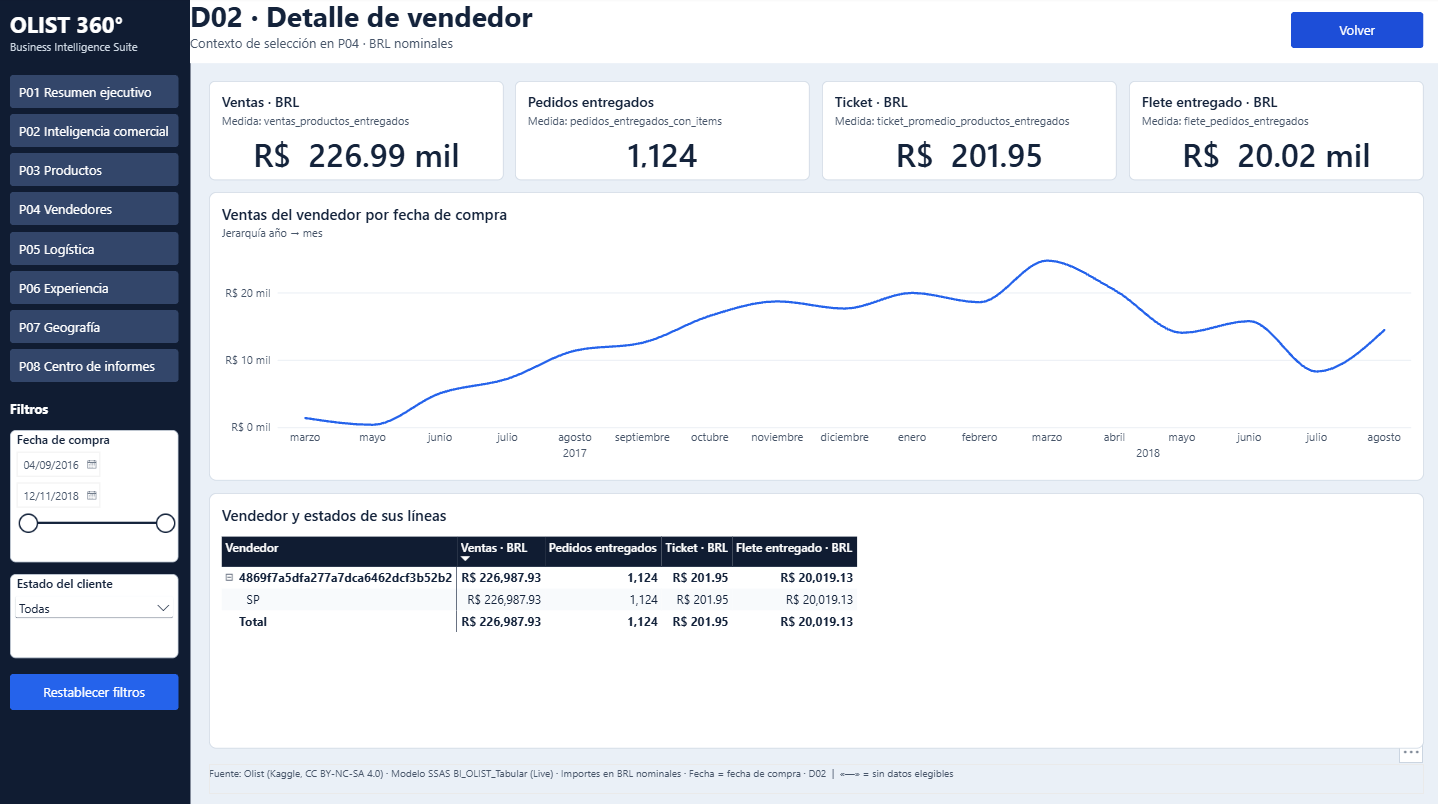 OLIST 360°
Business Intelligence Suite
P01 Resumen ejecutivo
P02 Inteligencia comercial
P03 Productos
P04 Vendedores
P05 Logística
P06 Experiencia
P07 Geografía
P08 Centro de informes
Filtros
Fecha de compra
04/09/2016
12/11/2018
Estado del cliente
Todas
Restablecer filtros
D02 · Detalle de vendedor
Contexto de selección en P04 · BRL nominales
Volver
Ventas · BRL
Medida: ventas_productos_entregados
R$ 226.99 mil
Pedidos entregados
Medida: pedidos_entregados_con_items
1,124
Ticket · BRL
Medida: ticket_promedio_productos_entregados
R$ 201.95
Flete entregado · BRL
Medida: flete_pedidos_entregados
R$ 20.02 mil
Ventas del vendedor por fecha de compra
Jerarquía año → mes
R$ 20 mil
R$ 10 mil
R$ 0 mil
marzo mayo junio julio agosto septiembre octubre noviembre diciembre enero febrero marzo abril mayo junio julio agosto
2017 2018
Vendedor y estados de sus líneas
Vendedor Ventas · BRL Pedidos entregados Ticket · BRL Flete entregado · BRL
4869f7a5dfa277a7dca6462dcf3b52b2 R$ 226,987.93 1,124 R$ 201.95 R$ 20,019.13
SP R$ 226,987.93 1,124 R$ 201.95 R$ 20,019.13
Total R$ 226,987.93 1,124 R$ 201.95 R$ 20,019.13
Fuente: Olist (Kaggle, CC BY-NC-SA 4.0) · Modelo SSAS BI_OLIST_Tabular (Live) · Importes en BRL nominales · Fecha = fecha de compra · D02 | «—» = sin datos elegibles